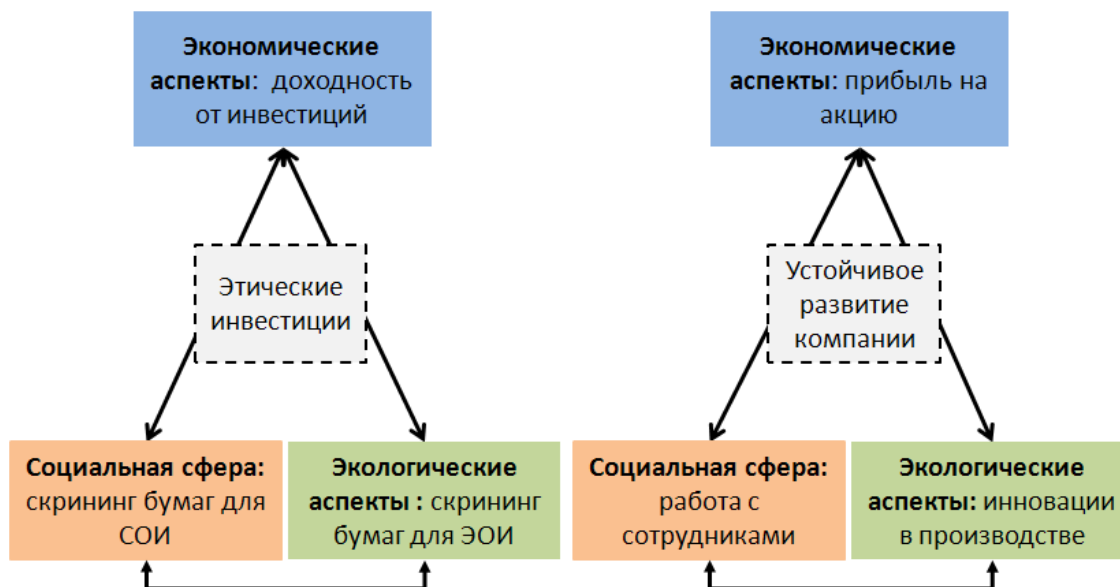 Экономические
аспекты: доходность
от инвестиций
Экономические
аспекты: прибыль на
акцию
Этические
инвестиции
Устойчивое
развитие
компании
Социальная сфера:
скрининг бумаг для
СОИ
Экологические
аспекты : скрининг
бумаг для ЭОИ
Социальная сфера:
работа с
сотрудниками
Экологические
аспекты: инновации
в производстве